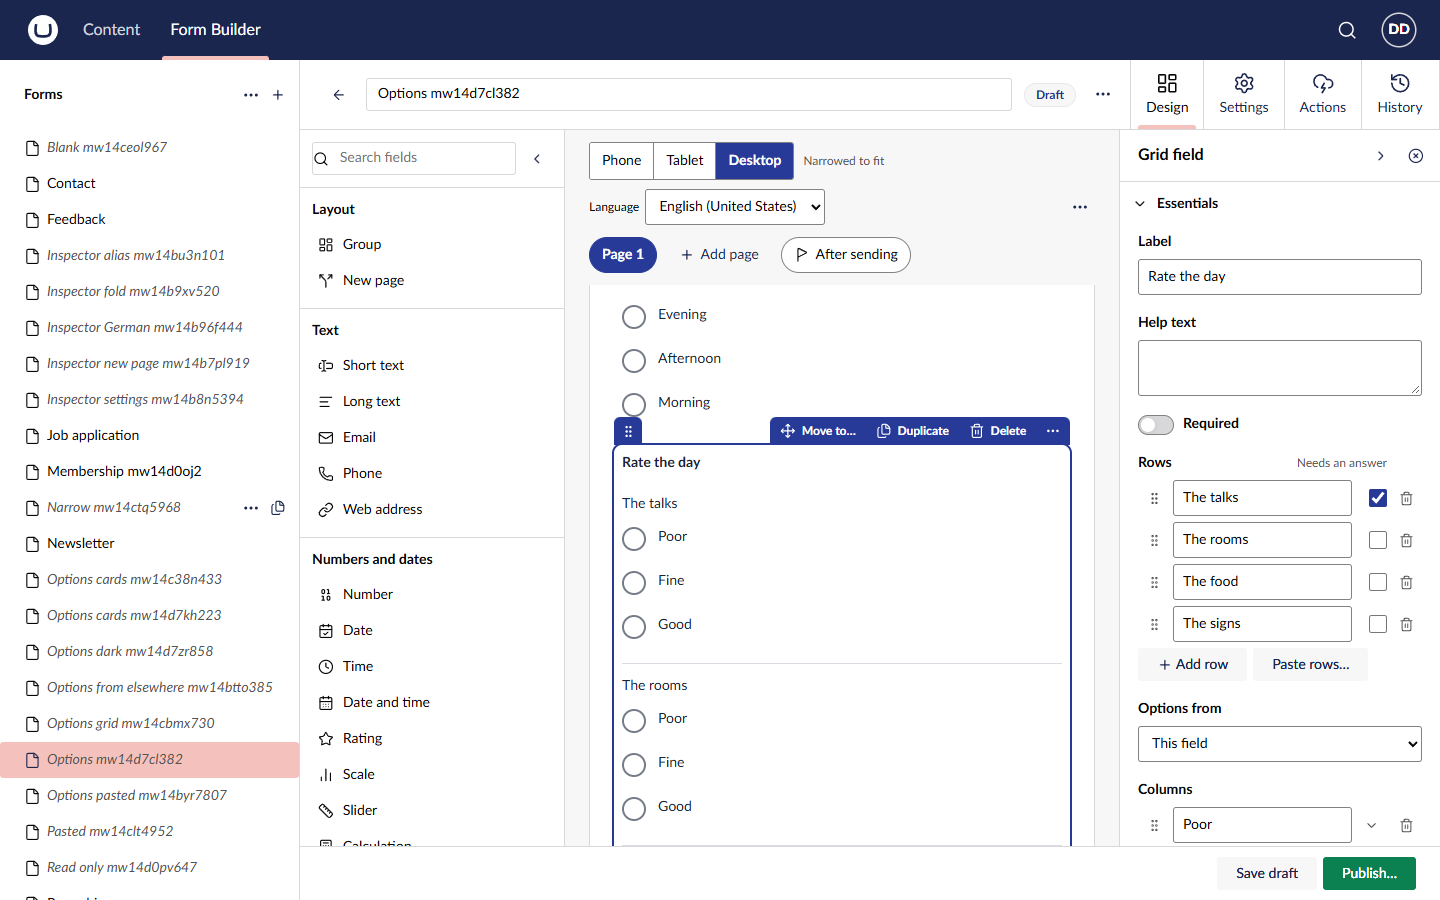 Content
Form Builder
DD
Forms
Blank mw14ceol967
Contact
Feedback
Inspector alias mw14bu3n101
Inspector fold mw14b9xv520
Inspector German mw14b96f444
Inspector new page mw14b7pl919
Inspector settings mw14b8n5394
Job application
Membership mw14d0oj2
Narrow mw14ctq5968
Newsletter
Options cards mw14c38n433
Options cards mw14d7kh223
Options dark mw14d7zr858
Options from elsewhere mw14btto385
Options grid mw14cbmx730
Options mw14d7cl382
Options pasted mw14byr7807
Pasted mw14clt4952
Read only mw14d0pv647
Options mw14d7cl382
Draft
Design
Settings
Actions
History
Search fields
Layout
Group
New page
Text
Short text
Long text
Email
Phone
Web address
Numbers and dates
Number
Date
Time
Date and time
Rating
Scale
Slider
Calculation
Phone
Tablet
Desktop
Narrowed to fit
Language
English (United States)
Page 1
Add page
After sending
Evening
Afternoon
Morning
Move to...
Duplicate
Delete
Rate the day
The talks
Poor
Fine
Good
The rooms
Poor
Fine
Good
Grid field
Essentials
Label
Rate the day
Help text
Required
Rows
Needs an answer
The talks
The rooms
The food
The signs
Add row
Paste rows...
Options from
This field
Columns
Poor
Save draft
Publish...